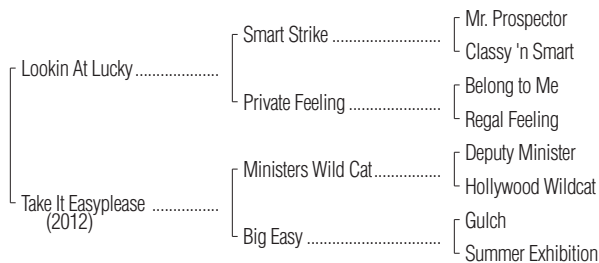 Mr. Prospector
Smart Strike ........................
Classy 'n Smart
Lookin At Lucky..................
Belong to Me
Private Feeling ....................
Regal Feeling
Deputy Minister
Ministers Wild Cat..............
Hollywood Wildcat
Take It Easyplease ..............
(2012)
Gulch
Big Easy .............................
Summer Exhibition